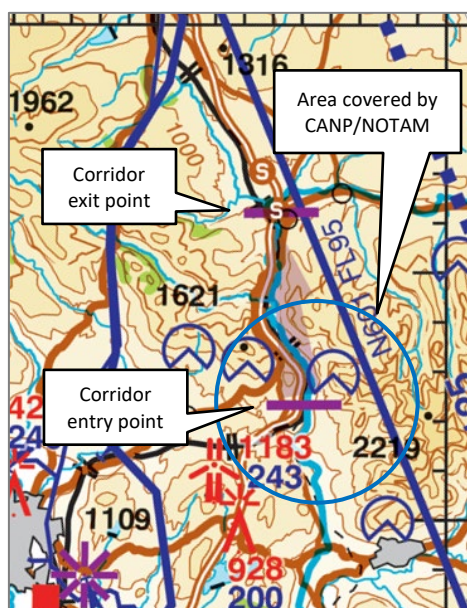 1316
1962
Area covered by
CANP/NOTAM
1000
S
Corridor
exit point
S
1621
N601 FL95
Corridor
entry point
42
24
1183
243
2219
1109
928
200